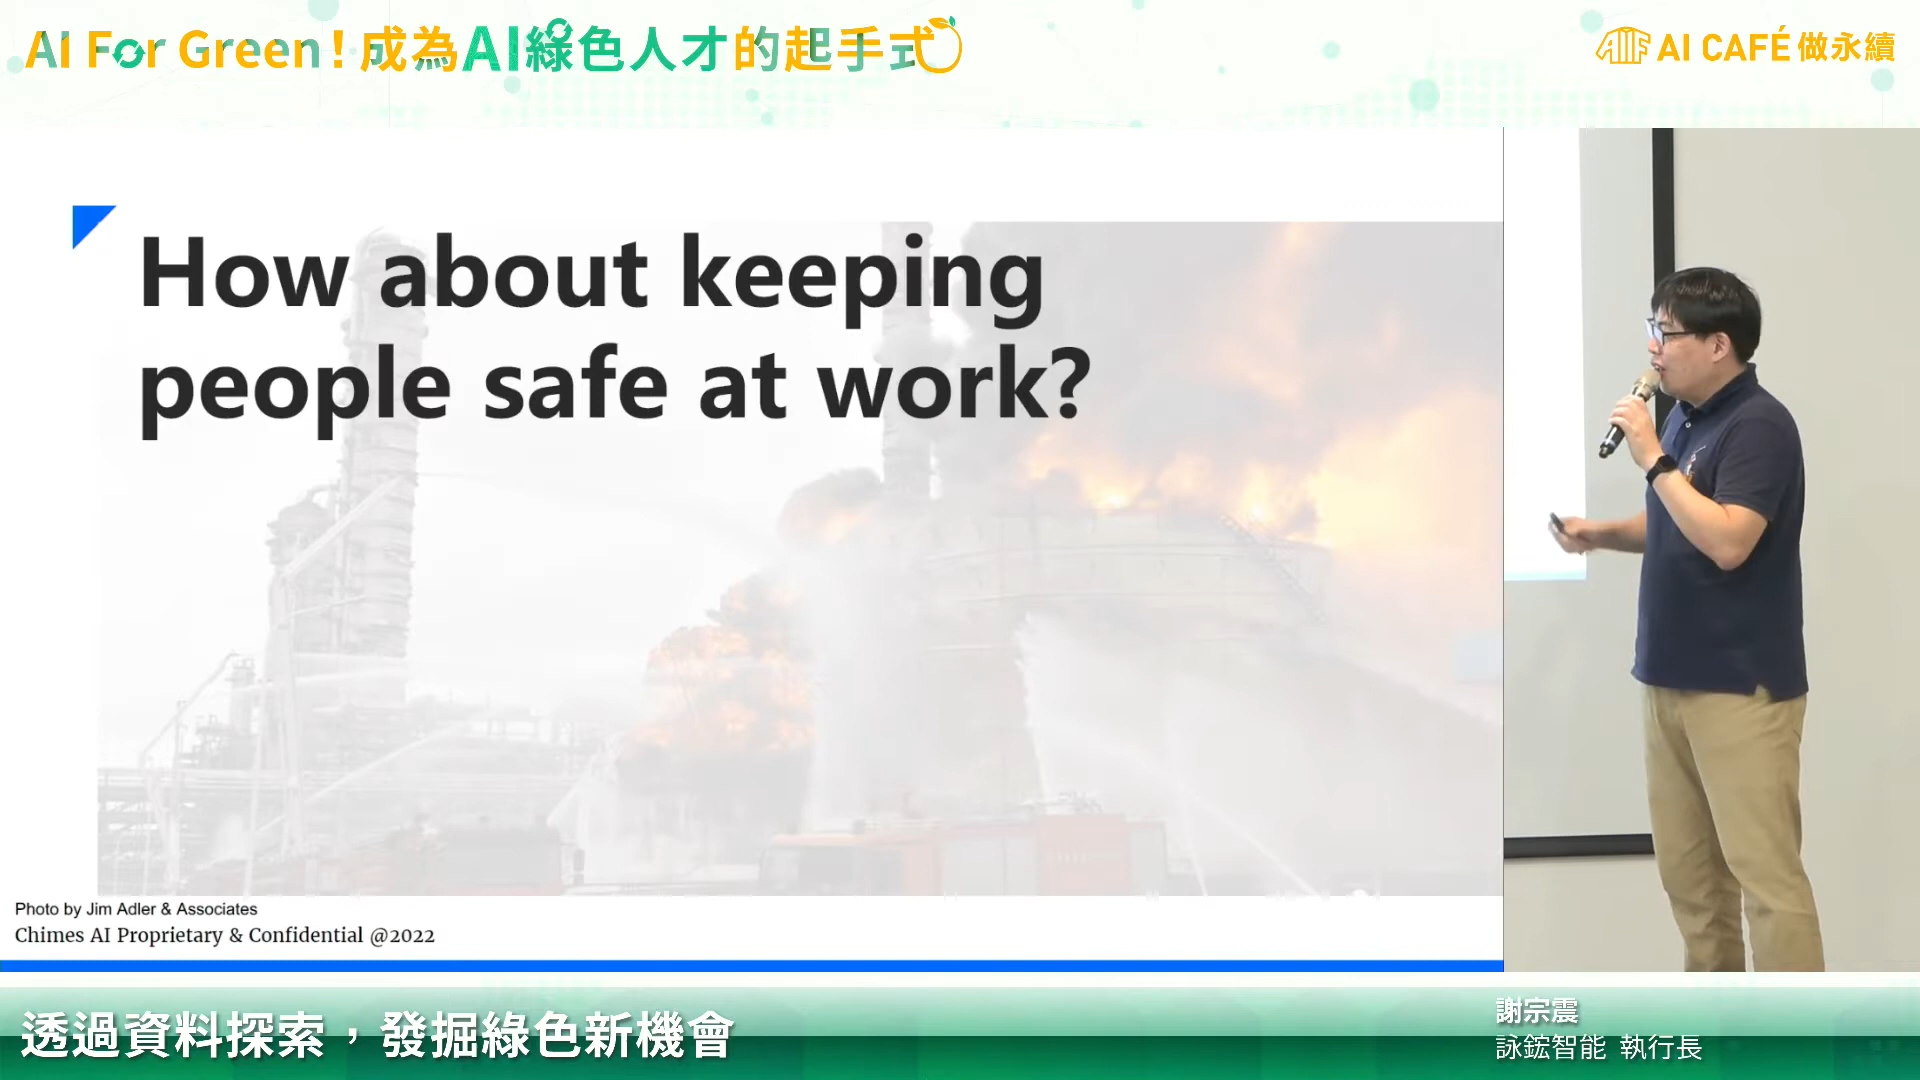 AI For Green！成為AI綠色人才的起手式
AIF AI CAFÉ 做永續
How about keeping
people safe at work?
Photo by Jim Adler & Associates
Chimes AI Proprietary & Confidential @2022
透過資料探索，發掘綠色新機會
謝宗震
詠鋐智能 執行長